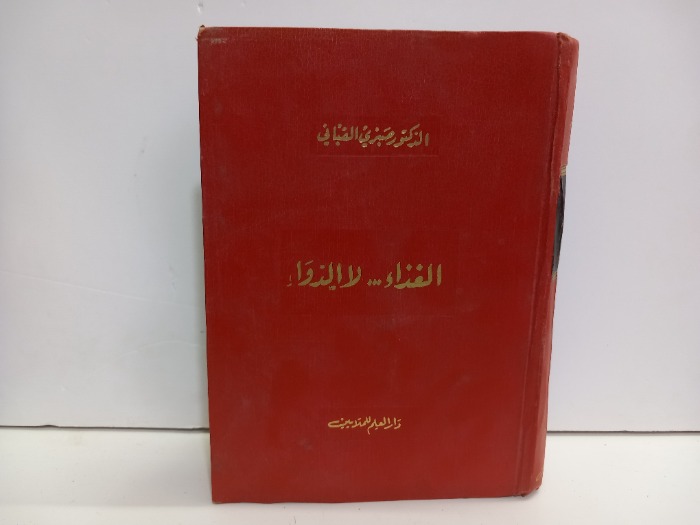 الدكتور صبري القباني
الغذاء... لا الدواء
دار العلم للملايين